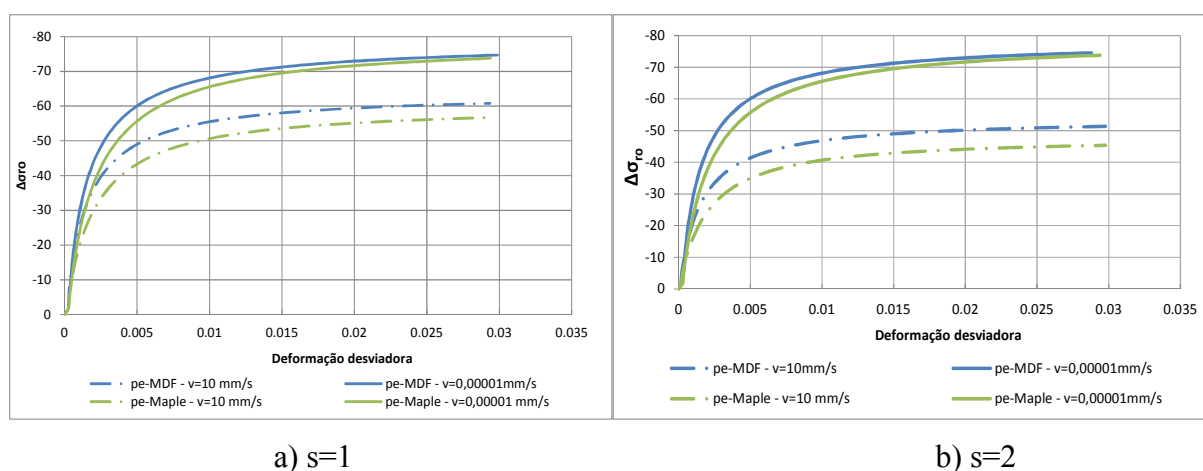 -80
-70
-60
-50
-40
-30
-20
-10
0
Δσro
0 0.005 0.01 0.015 0.02 0.025 0.03 0.035
Deformação desviadora
pe-MDF - v=10 mm/s pe-MDF - v=0,00001mm/s
pe-Maple - v=10 mm/s pe-Maple - v=0,00001 mm/s
a) s=1
-80
-70
-60
-50
-40
-30
-20
-10
0
Δσro
0 0.005 0.01 0.015 0.02 0.025 0.03 0.035
Deformação desviadora
pe-MDF - v=10mm/s pe-MDF - v=0,00001mm/s
pe-Maple - v=10 mm/s pe-Maple - v=0,00001mm/s
b) s=2